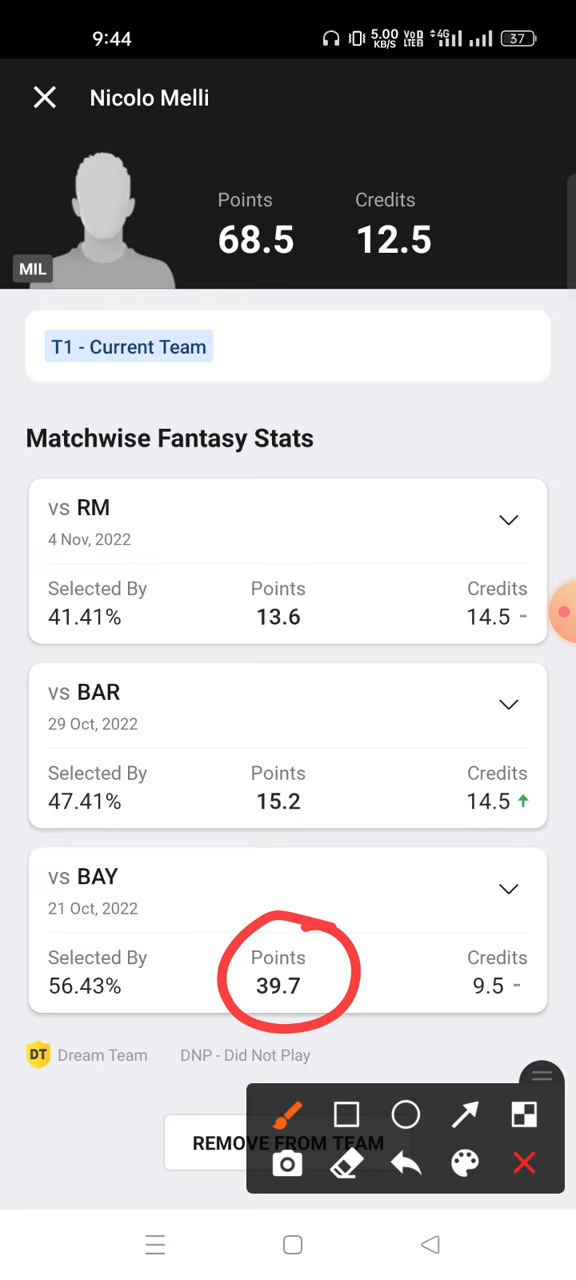 9:44
5.00 KB/S VoD LTE2 4G 37
Nicolo Melli
Points Credits
68.5 12.5
MIL
T1 - Current Team
Matchwise Fantasy Stats
vs RM
4 Nov, 2022
Selected By Points Credits
41.41% 13.6 14.5 -
vs BAR
29 Oct, 2022
Selected By Points Credits
47.41% 15.2 14.5
vs BAY
21 Oct, 2022
Selected By Points Credits
56.43% 39.7 9.5 -
DT Dream Team DNP - Did Not Play
REMOVE FROM TEAM